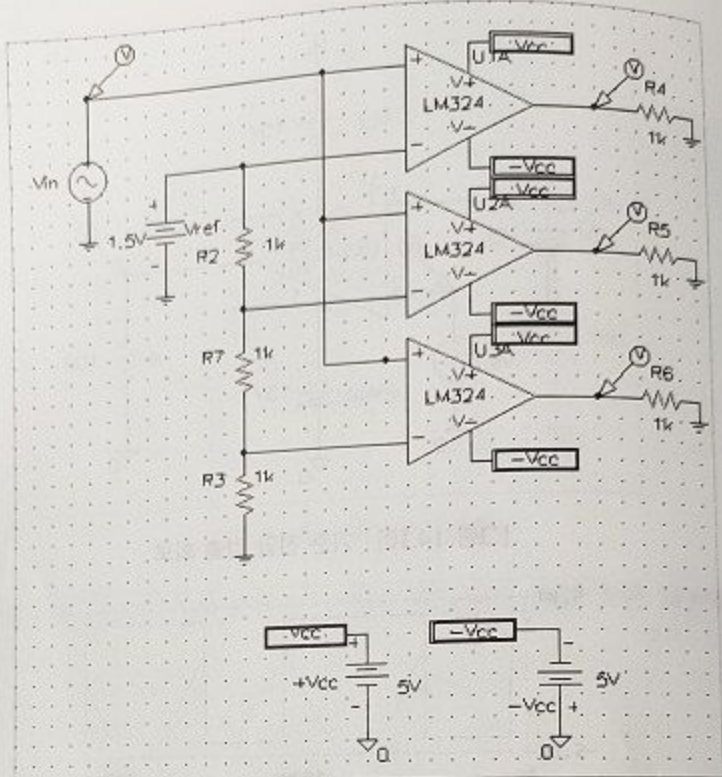 V
Vcc
U1A
+
V+
LM324
V-
-
-Vcc
V
R4
1k
Vin
+
1.5V
Vref
-
R2
1k
Vcc
U2A
+
V+
LM324
V-
-
-Vcc
V
R5
1k
R7
1k
Vcc
U3A
+
V+
LM324
V-
-
-Vcc
V
R6
1k
R3
1k
Vcc
+
+Vcc
5V
-
0
-Vcc
-
5V
-Vcc
+
0